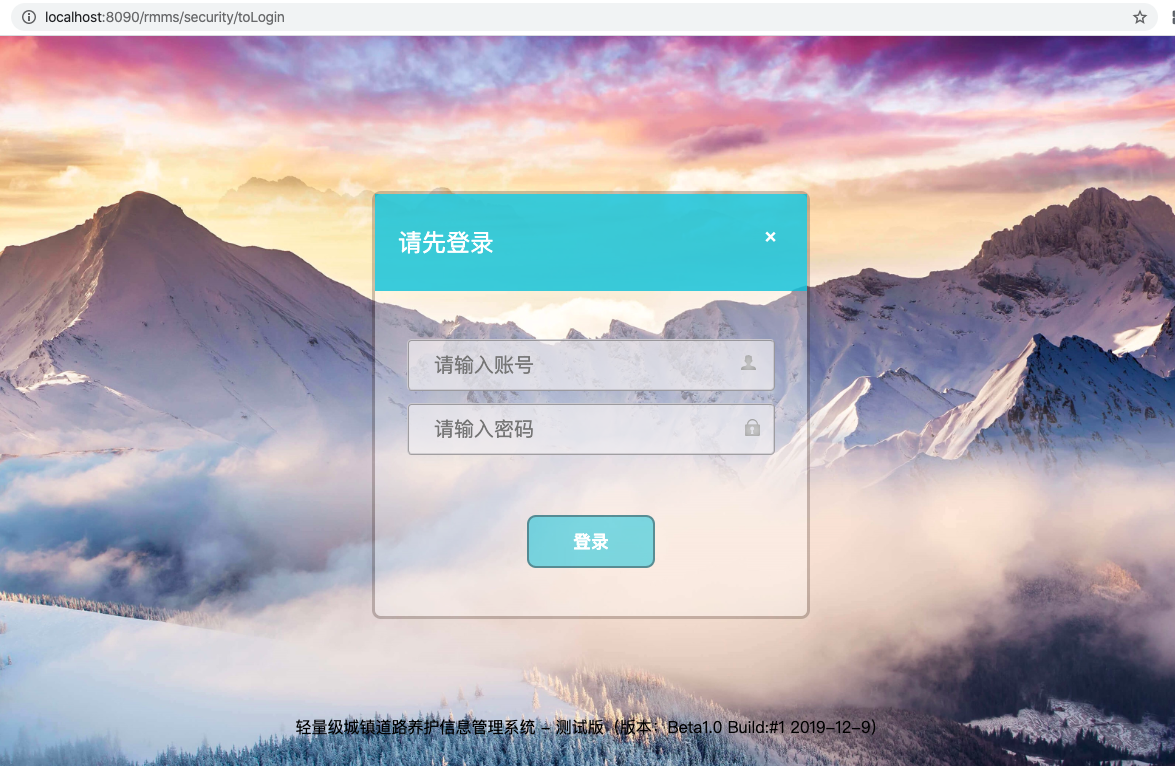 localhost:8090/rmms/security/toLogin
请先登录 ×
请输入账号
请输入密码
登录
轻量级城镇道路养护信息管理系统 - 测试版（版本：Beta1.0 Build:#1 2019-12-9）